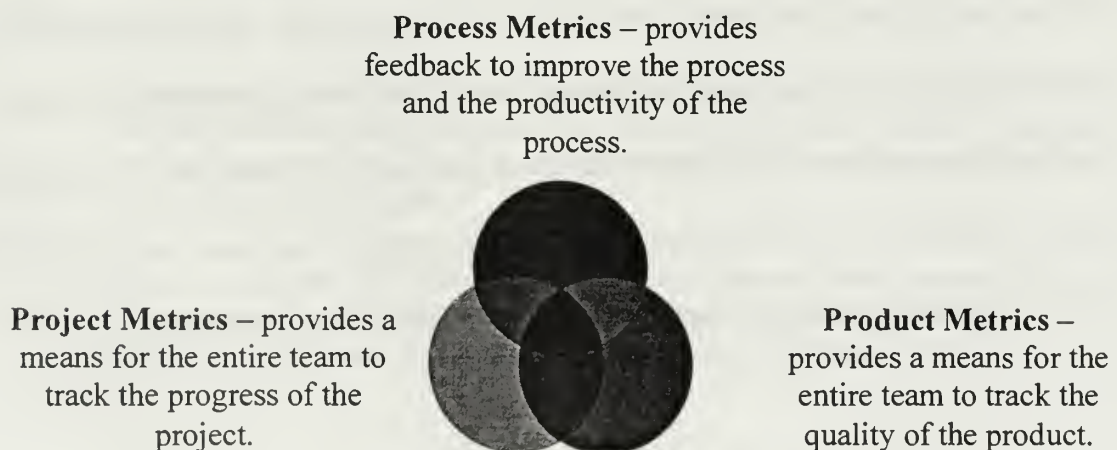 Process Metrics – provides
feedback to improve the process
and the productivity of the
process.
Project Metrics – provides a
means for the entire team to
track the progress of the
project.
Product Metrics –
provides a means for the
entire team to track the
quality of the product.